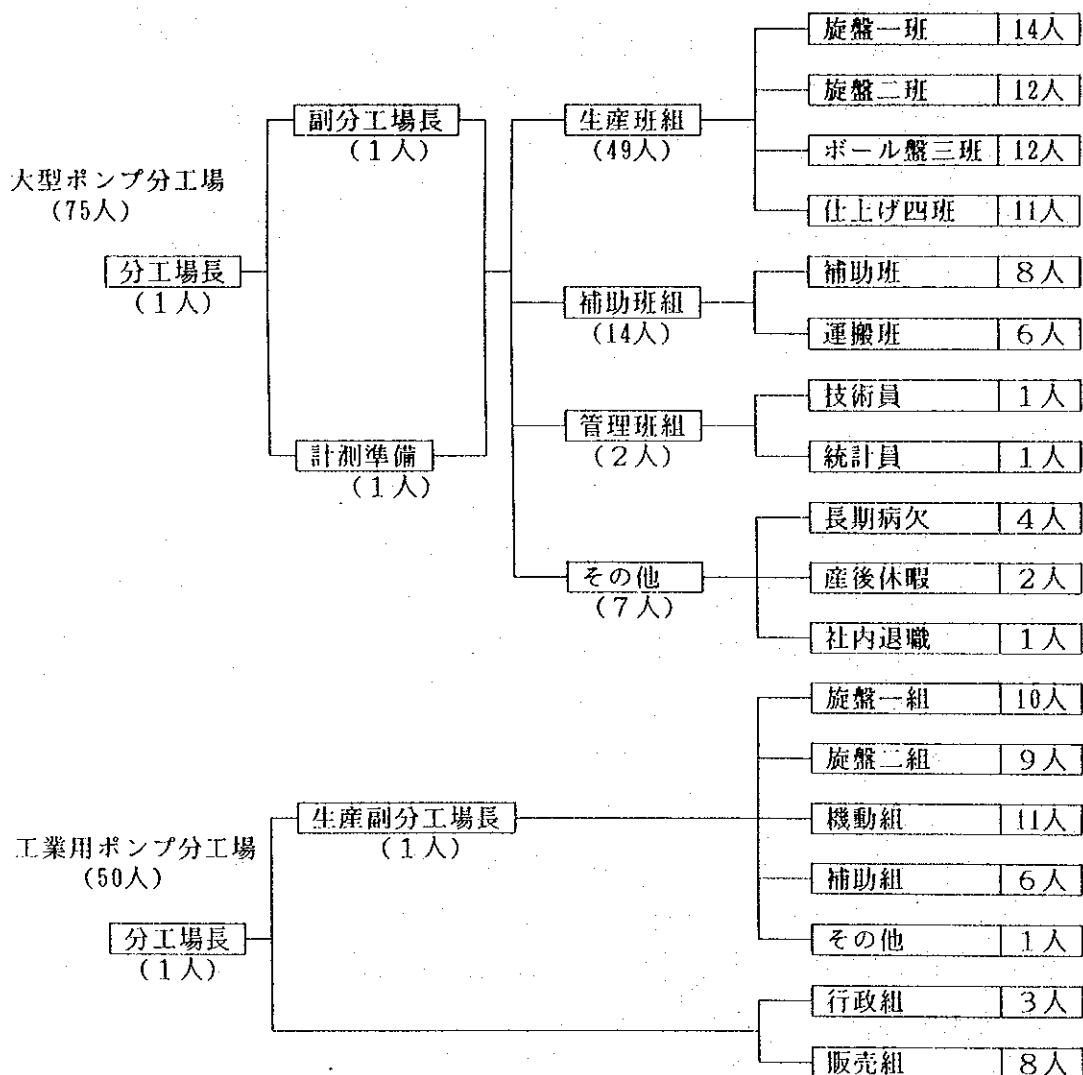 大型ポンプ分工場
(75人)
分工場長
(1人)
副分工場長
(1人)
計測準備
(1人)
生産班組
(49人)
旋盤一班 14人
旋盤二班 12人
ボール盤三班 12人
仕上げ四班 11人
補助班組
(14人)
補助班 8人
運搬班 6人
管理班組
(2人)
技術員 1人
統計員 1人
その他
(7人)
長期病欠 4人
産後休暇 2人
社内退職 1人
工業用ポンプ分工場
(50人)
分工場長
(1人)
生産副分工場長
(1人)
旋盤一組 10人
旋盤二組 9人
機動組 11人
補助組 6人
その他 1人
行政組 3人
販売組 8人